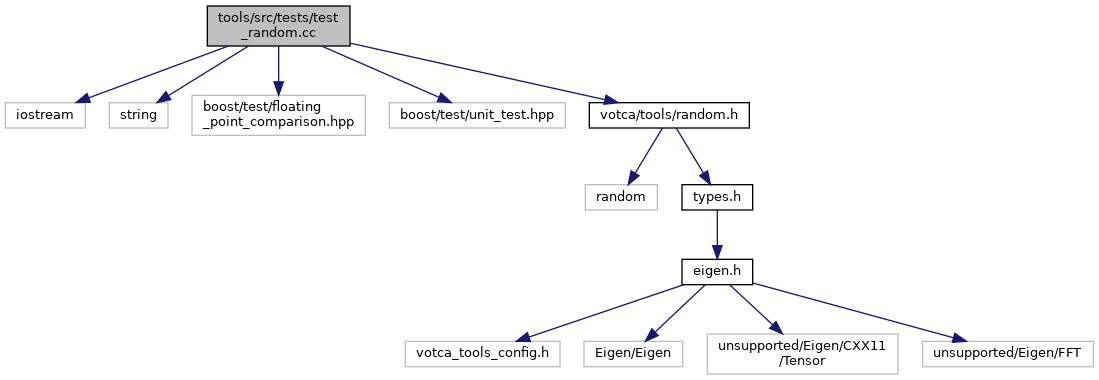 tools/src/tests/test
_random.cc
iostream
string
boost/test/floating
_point_comparison.hpp
boost/test/unit_test.hpp
votca/tools/random.h
random
types.h
eigen.h
votca_tools_config.h
Eigen/Eigen
unsupported/Eigen/CXX11
/Tensor
unsupported/Eigen/FFT